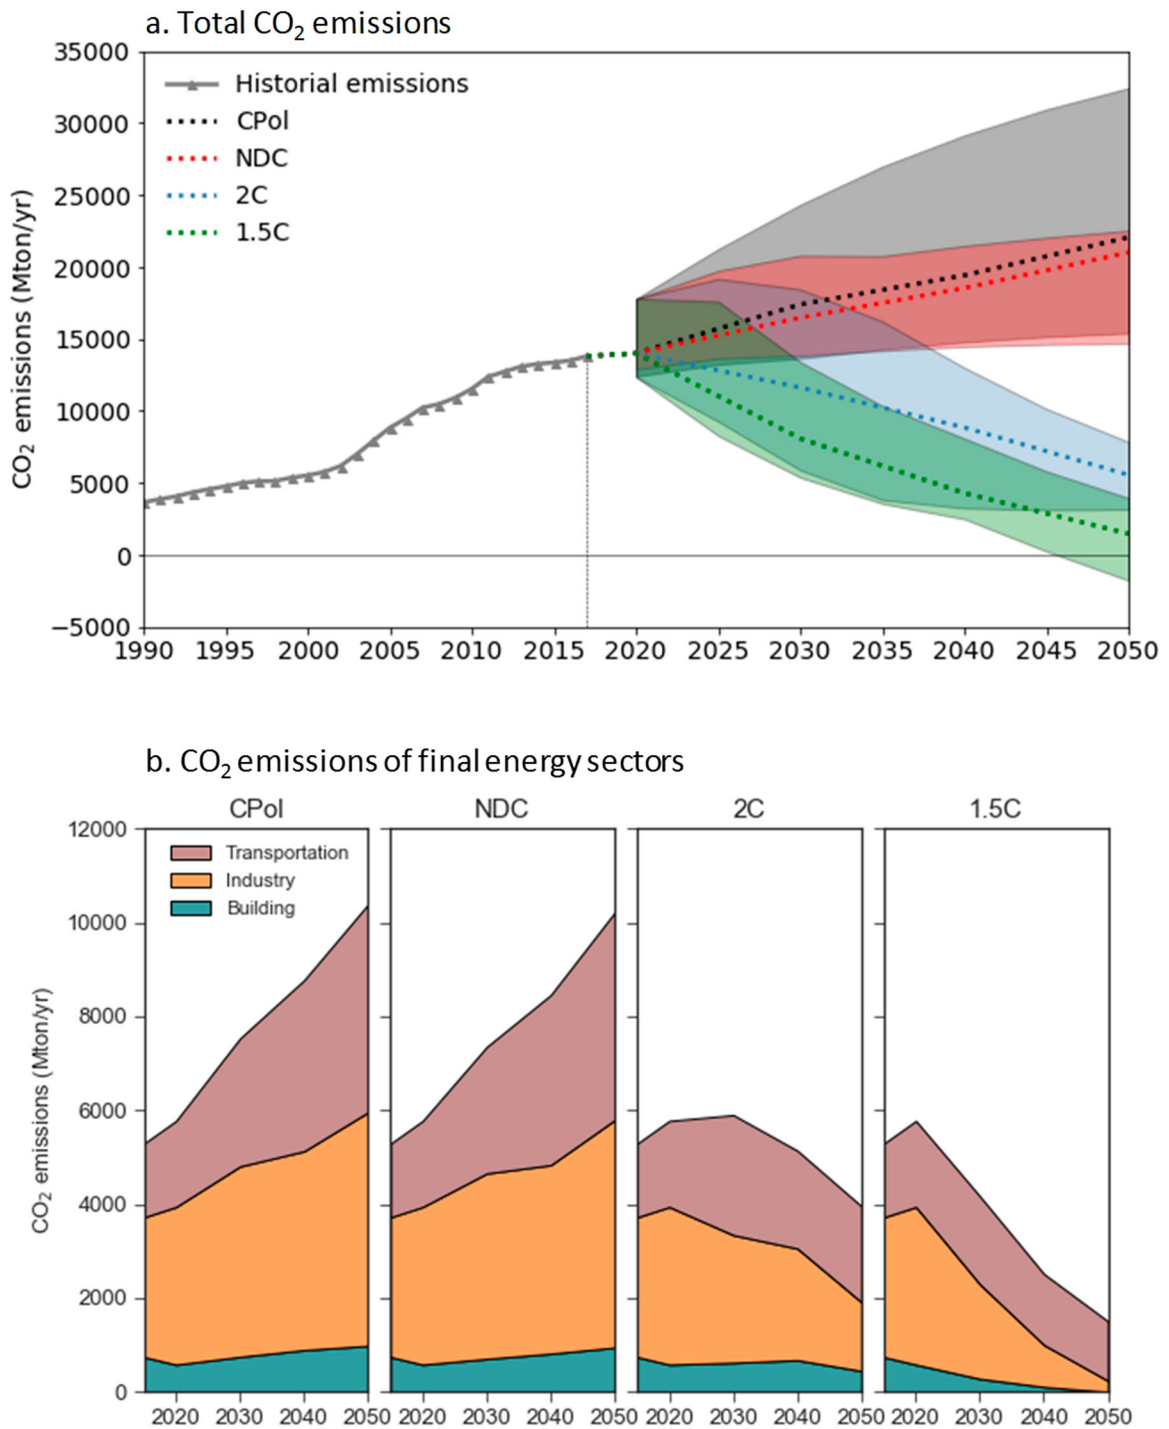 a. Total CO₂ emissions
35000
30000
25000
20000
15000
10000
5000
0
−5000
CO₂ emissions (Mton/yr)
Historial emissions
CPol
NDC
2C
1.5C
1990 1995 2000 2005 2010 2015 2020 2025 2030 2035 2040 2045 2050
b. CO₂ emissions of final energy sectors
CPol NDC 2C 1.5C
12000
10000
8000
6000
4000
2000
0
CO₂ emissions (Mton/yr)
Transportation
Industry
Building
2020 2030 2040 2050 2020 2030 2040 2050 2020 2030 2040 2050 2020 2030 2040 2050